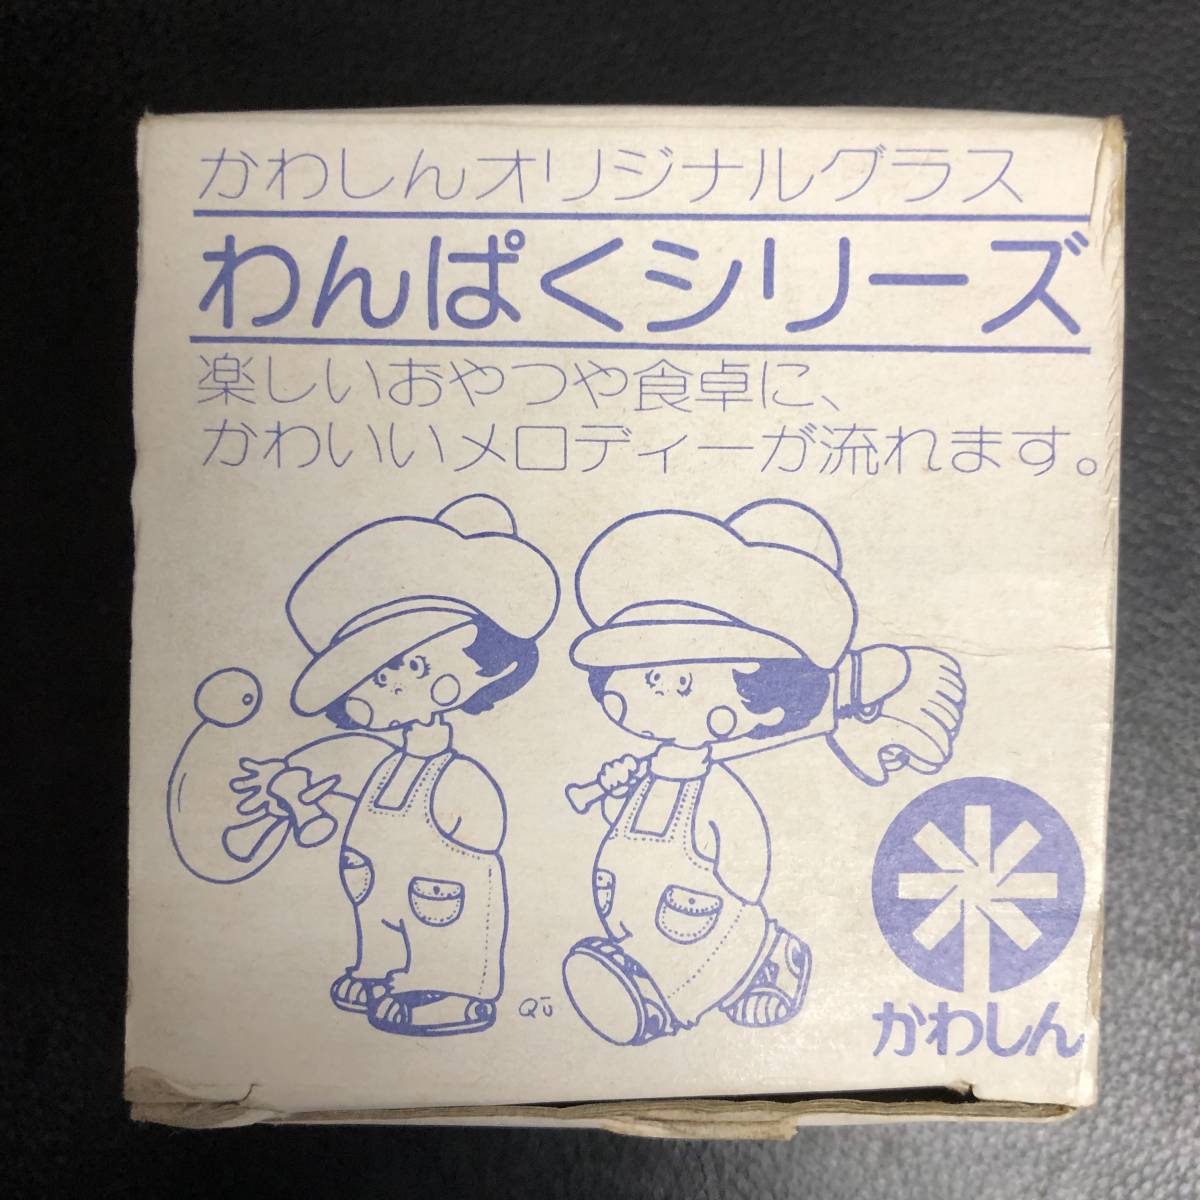 かわしんオリジナルグラス
わんぱくシリーズ
楽しいおやつや食卓に、
かわいいメロディーが流れます。
かわしん